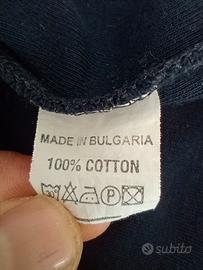 MADE IN BULGARIA
100% COTTON
P
subito